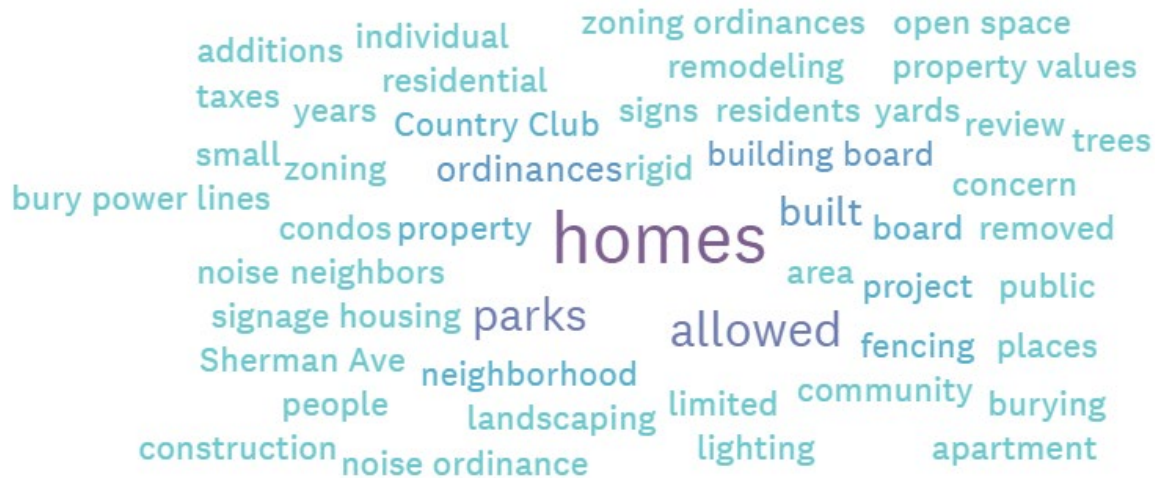 zoning ordinances open space
additions individual
residential remodeling property values
taxes years Country Club signs residents yards review trees
small zoning ordinances rigid building board
bury power lines concern
condos property homes built board removed
noise neighbors area project public
signage housing parks allowed
Sherman Ave neighborhood fencing places
people landscaping limited community burying
construction noise ordinance lighting apartment